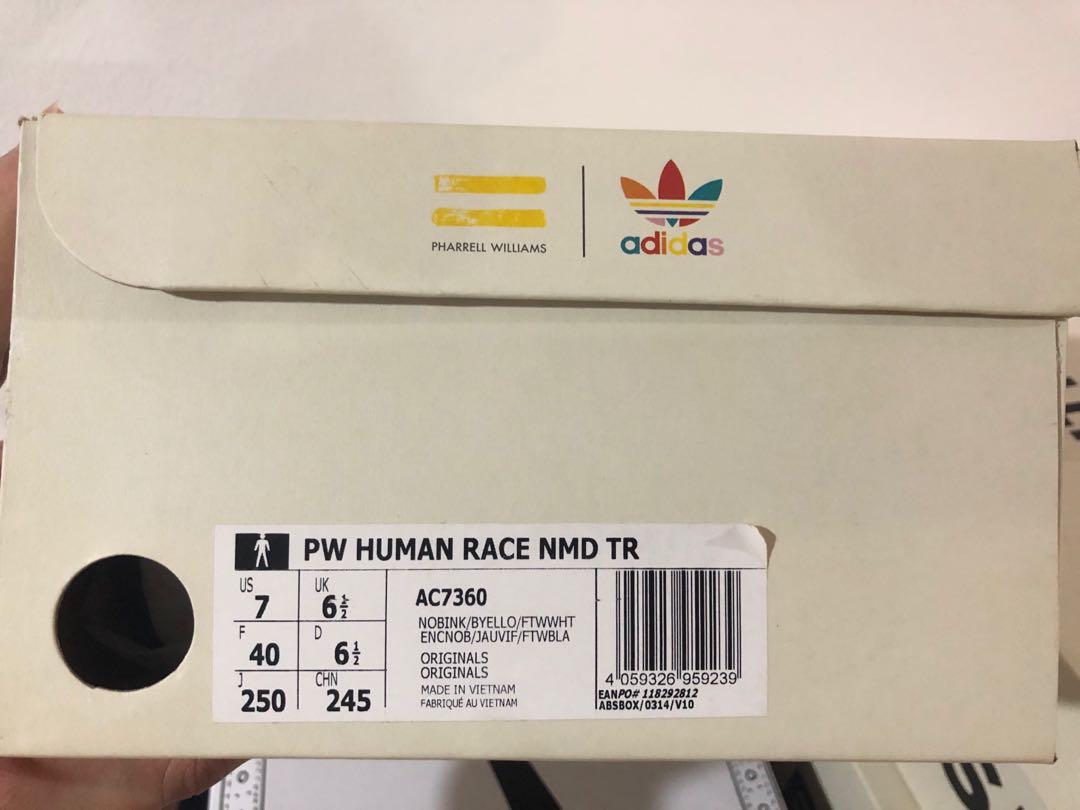 PHARRELL WILLIAMS
adidas
PW HUMAN RACE NMD TR
US 7 UK 6½
F 40 D 6½
J 250 CHN 245
AC7360
NOBINK/BYELLO/FTWWHT
ENCNOB/JAUVIF/FTWBLA
ORIGINALS
ORIGINALS
MADE IN VIETNAM
FABRIQUÉ AU VIETNAM
4 059326 959239
EANPO# 118292812
ABSBOX/0314/V10